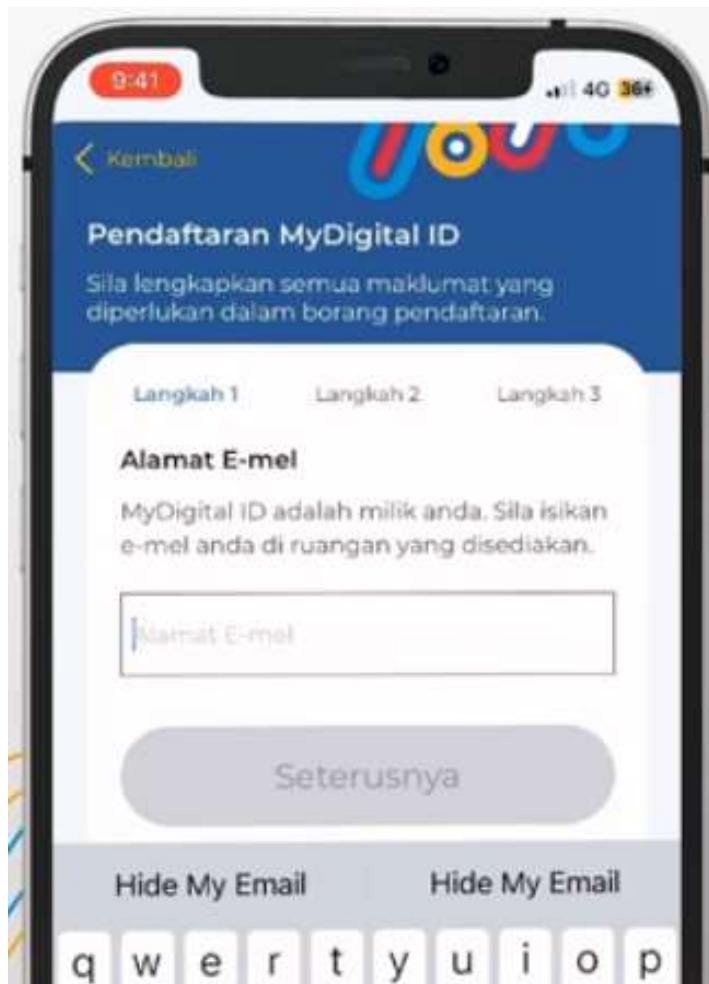 9:41
4G 36
Kembali
Pendaftaran MyDigital ID
Sila lengkapkan semua maklumat yang
diperlukan dalam borang pendaftaran.
Langkah 1 Langkah 2 Langkah 3
Alamat E-mel
MyDigital ID adalah milik anda. Sila isikan
e-mel anda di ruangan yang disediakan.
Alamat E-mel
Seterusnya
Hide My Email Hide My Email
q w e r t y u i o p